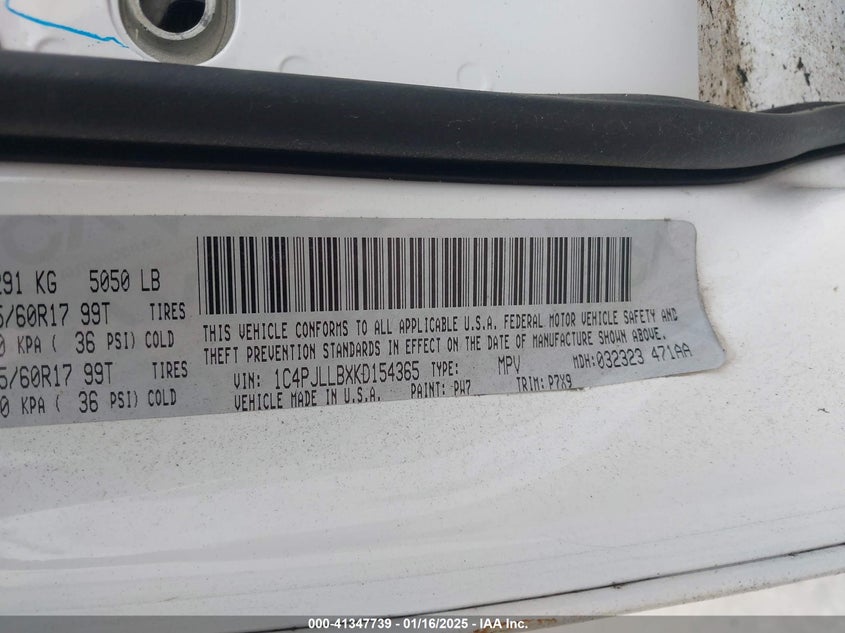 291 KG 5050 LB
5/60R17 99T TIRES
0 KPA ( 36 PSI) COLD
5/60R17 99T TIRES
0 KPA ( 36 PSI) COLD
THIS VEHICLE CONFORMS TO ALL APPLICABLE U.S.A. FEDERAL MOTOR VEHICLE SAFETY AND
THEFT PREVENTION STANDARDS IN EFFECT ON THE DATE OF MANUFACTURE SHOWN ABOVE.
VIN: 1C4PJLLBXKD154365 TYPE: MPV MDH:032323 471AA
VEHICLE MADE IN U.S.A. PAINT: PW7 TRIM: P7X9
000-41347739 - 01/16/2025 - IAA Inc.